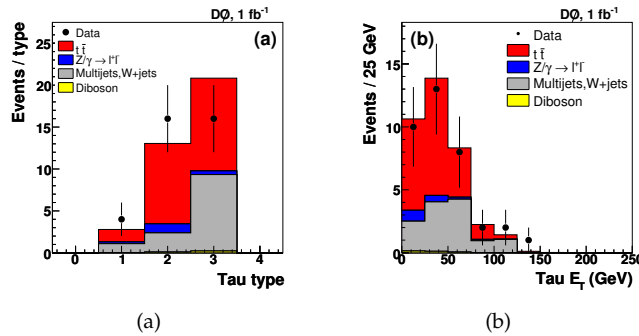 DØ, 1 fb⁻¹
Events / type
25
20
15
10
5
0
(a)
Data
t t̄
Z/γ → l⁺l⁻
Multijets,W+jets
Diboson
0 1 2 3 4
Tau type
(a)
DØ, 1 fb⁻¹
Events / 25 GeV
15
10
5
0
(b)
Data
t t̄
Z/γ → l⁺l⁻
Multijets,W+jets
Diboson
0 50 100 150 200 250
Tau E_T (GeV)
(b)